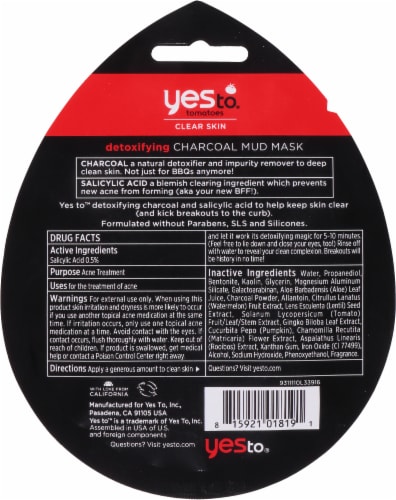 yes to.
tomatoes
CLEAR SKIN
detoxifying CHARCOAL MUD MASK
CHARCOAL a natural detoxifier and impurity remover to deep
clean skin. Not just for BBQs anymore!
SALICYLIC ACID a blemish clearing ingredient which prevents
new acne from forming (aka your new BFF!).
Yes to™ detoxifying charcoal and salicylic acid to help keep skin clear
(and kick breakouts to the curb).
Formulated without Parabens, SLS and Silicones.
DRUG FACTS
Active Ingredients
Salicylic Acid 0.5%
Purpose Acne Treatment
Uses for the treatment of acne
Warnings For external use only. When using this
product skin irritation and dryness is more likely to occur
if you use another topical acne medication at the same
time. If irritation occurs, only use one topical acne
medication at a time. Avoid contact with the eyes. If
contact occurs, flush thoroughly with water. Keep out of
reach of children. If product is swallowed, get medical
help or contact a Poison Control Center right away.
Directions Apply a generous amount to clean skin ▸
and let it work its detoxifying magic for 5-10 minutes.
(Feel free to lie down and close your eyes, too!) Rinse off
with water to reveal your clean complexion. Breakouts will
be history in no time!
Inactive Ingredients Water, Propanediol,
Bentonite, Kaolin, Glycerin, Magnesium Aluminum
Silicate, Galactoarabinan, Aloe Barbadensis (Aloe) Leaf
Juice, Charcoal Powder, Allantoin, Citrullus Lanatus
(Watermelon) Fruit Extract, Lens Esculenta (Lentil) Seed
Extract, Solanum Lycopersicum (Tomato)
Fruit/Leaf/Stem Extract, Gingko Biloba Leaf Extract,
Cucurbita Pepo (Pumpkin), Chamomilla Recutita
(Matricaria) Flower Extract, Aspalathus Linearis
(Rooibos) Extract, Xanthan Gum, Iron Oxide (CI 77499),
Alcohol, Sodium Hydroxide, Phenoxyethanol, Fragrance.
Questions? Visit yesto.com.
WITH LOVE FROM
CALIFORNIA
Manufactured for Yes To, Inc.,
Pasadena, CA 91105 USA
Yes to™ is a trademark of Yes To, Inc.
Assembled in USA of U.S.
and foreign components
Questions? Visit yesto.com
931110L33916
8 15921 01819 1
yes to®